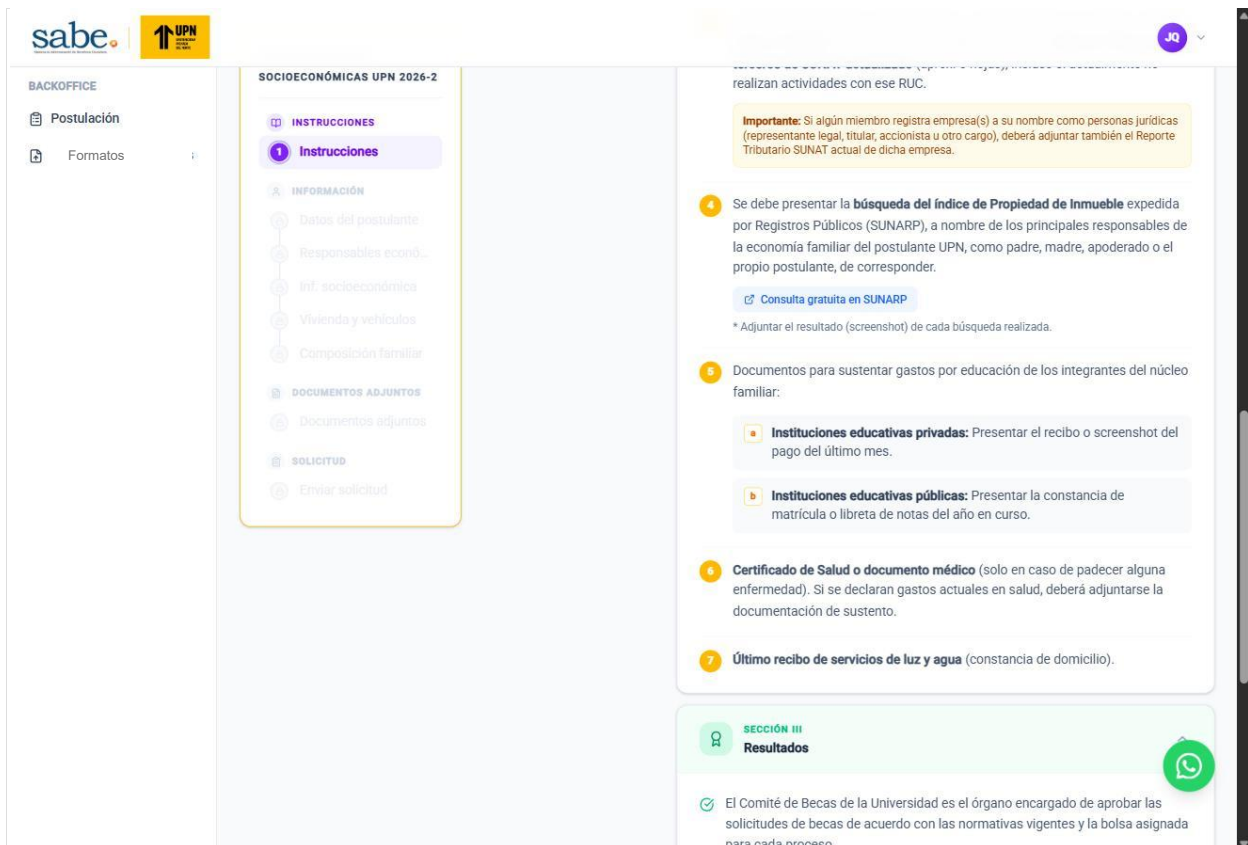 sabe.
UPN
UNIVERSIDAD
PRIVADA
DEL NORTE
JQ
BACKOFFICE
Postulación
Formatos
SOCIOECONÓMICAS UPN 2026-2
INSTRUCCIONES
1 Instrucciones
INFORMACIÓN
Datos del postulante
Responsables econó...
Inf. socioeconómica
Vivienda y vehículos
Composición familiar
DOCUMENTOS ADJUNTOS
Documentos adjuntos
SOLICITUD
Enviar solicitud
realizan actividades con ese RUC.
Importante: Si algún miembro registra empresa(s) a su nombre como personas jurídicas
(representante legal, titular, accionista u otro cargo), deberá adjuntar también el Reporte
Tributario SUNAT actual de dicha empresa.
4 Se debe presentar la búsqueda del índice de Propiedad de Inmueble expedida
por Registros Públicos (SUNARP), a nombre de los principales responsables de
la economía familiar del postulante UPN, como padre, madre, apoderado o el
propio postulante, de corresponder.
Consulta gratuita en SUNARP
* Adjuntar el resultado (screenshot) de cada búsqueda realizada.
5 Documentos para sustentar gastos por educación de los integrantes del núcleo
familiar:
a Instituciones educativas privadas: Presentar el recibo o screenshot del
pago del último mes.
b Instituciones educativas públicas: Presentar la constancia de
matrícula o libreta de notas del año en curso.
6 Certificado de Salud o documento médico (solo en caso de padecer alguna
enfermedad). Si se declaran gastos actuales en salud, deberá adjuntarse la
documentación de sustento.
7 Último recibo de servicios de luz y agua (constancia de domicilio).
SECCIÓN III
Resultados
El Comité de Becas de la Universidad es el órgano encargado de aprobar las
solicitudes de becas de acuerdo con las normativas vigentes y la bolsa asignada
para cada proceso.